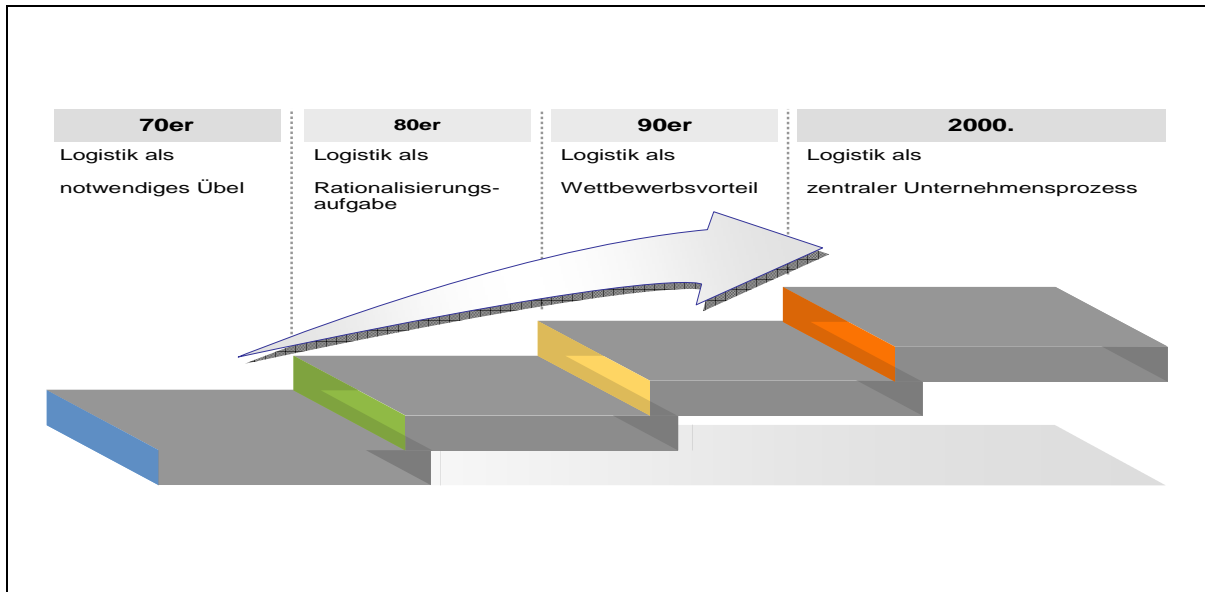 70er
Logistik als
notwendiges Übel
80er
Logistik als
Rationalisierungs-
aufgabe
90er
Logistik als
Wettbewerbsvorteil
2000.
Logistik als
zentraler Unternehmensprozess